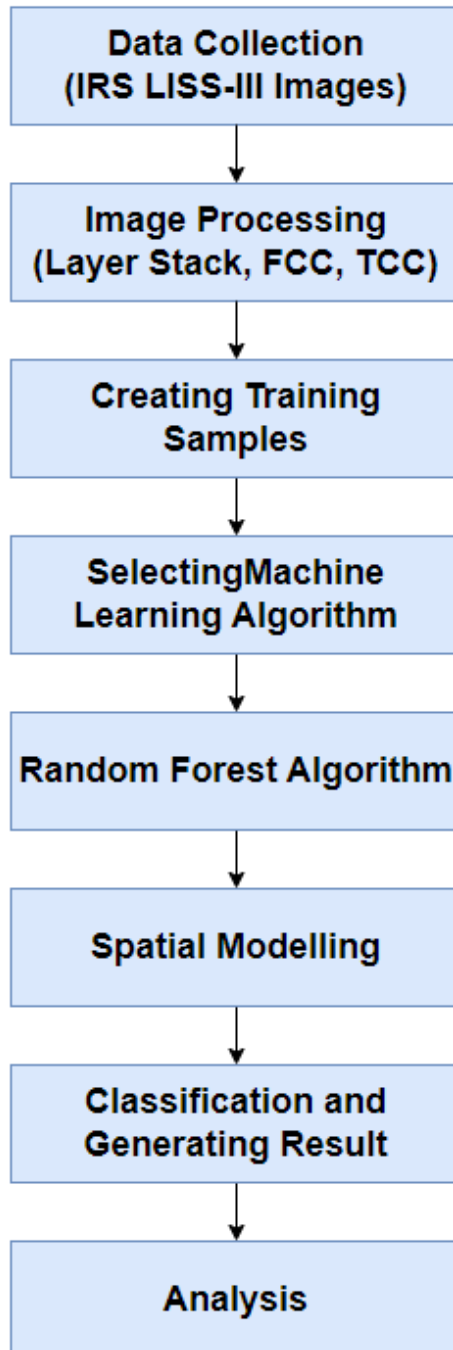 Data Collection
(IRS LISS-III Images)
Image Processing
(Layer Stack, FCC, TCC)
Creating Training
Samples
SelectingMachine
Learning Algorithm
Random Forest Algorithm
Spatial Modelling
Classification and
Generating Result
Analysis